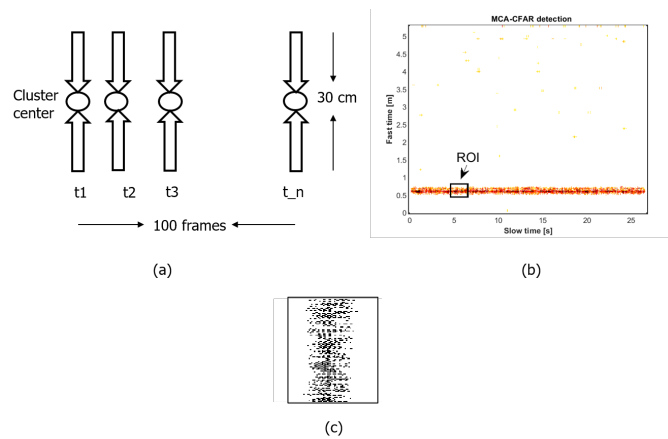 Cluster
center
30 cm
t1 t2 t3 t_n
100 frames
(a)
MCA-CFAR detection
Fast time [m]
5
4.5
4
3.5
3
2.5
2
1.5
1
0.5
0
ROI
0 5 10 15 20 25
Slow time [s]
(b)
(c)